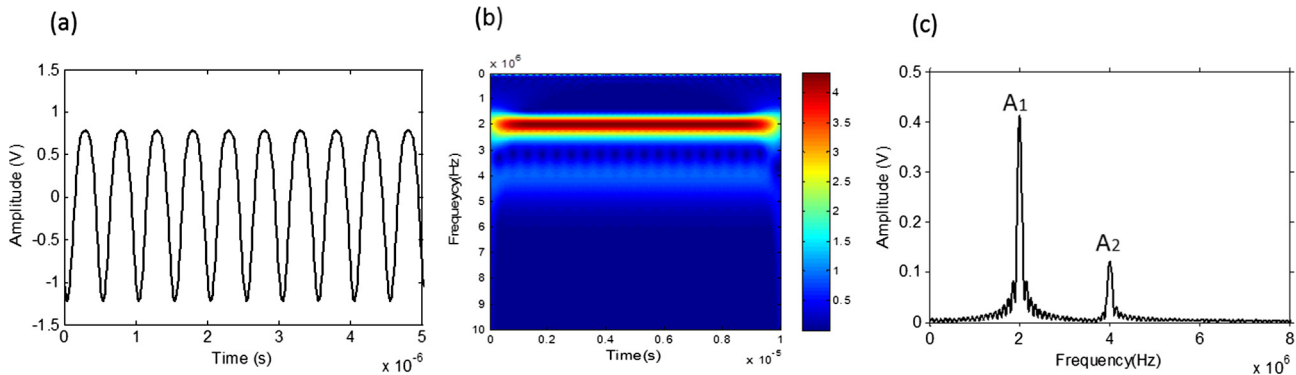 (a)
1.5
1
0.5
0
-0.5
-1
-1.5
Amplitude (V)
0 1 2 3 4 5
Time (s)
x 10-6
(b)
x 10 6
0
1
2
3
4
5
6
7
8
9
10
Frequeycy(Hz)
0 0.2 0.4 0.6 0.8 1
Time(s)
x 10-5
4
3.5
3
2.5
2
1.5
1
0.5
(c)
0.5
0.4
0.3
0.2
0.1
0
Amplitude (V)
A1
A2
0 2 4 6 8
Frequency(Hz)
x 10 6